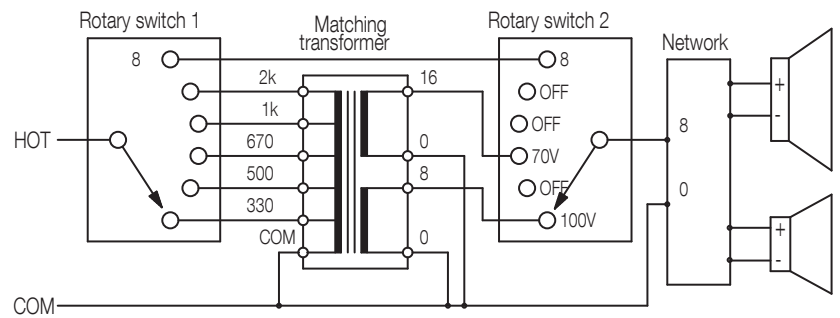 Rotary switch 1
Matching
transformer
Rotary switch 2
Network
8
2k
1k
670
500
330
COM
HOT
COM
16
0
8
0
8
OFF
OFF
70V
OFF
100V
8
0
+
-
+
-